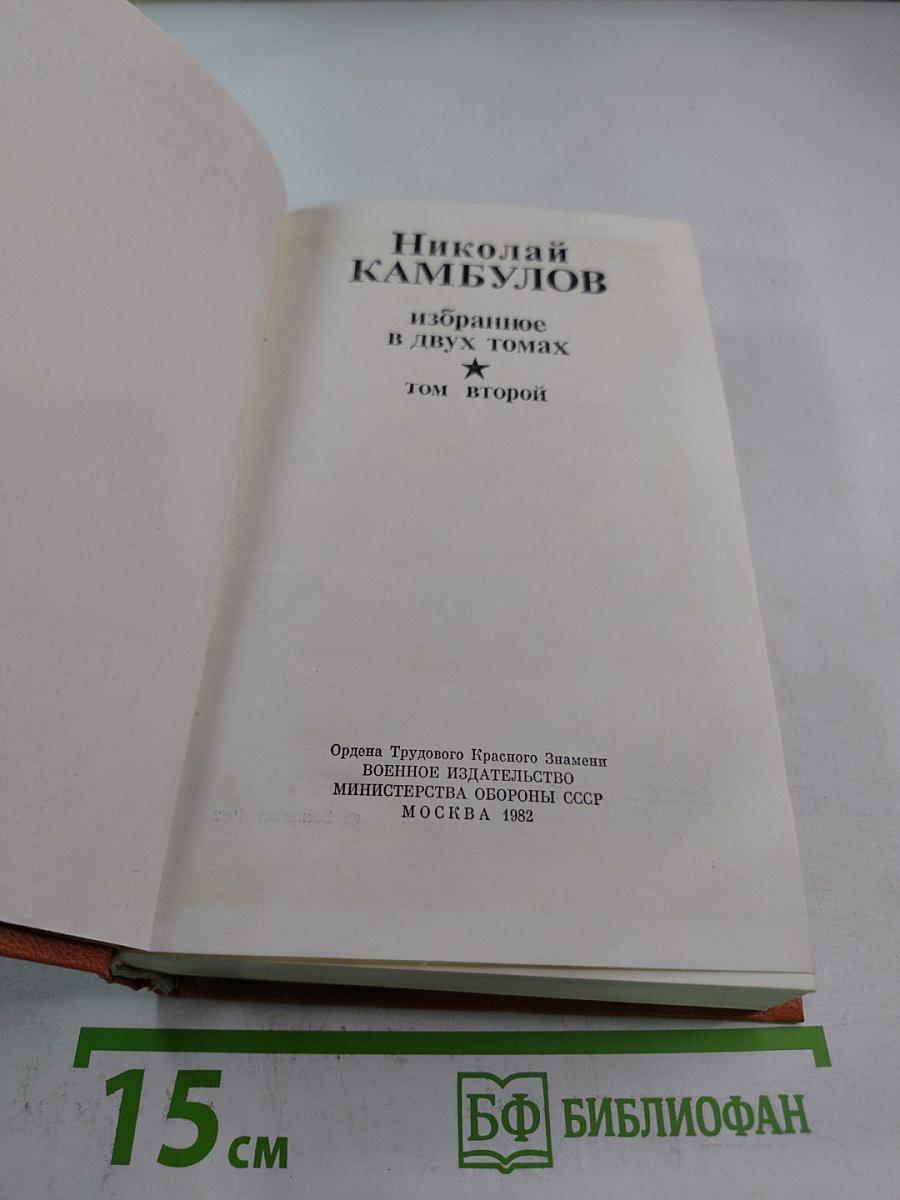 Николай
КАМБУЛОВ
избранное
в двух томах
том второй
Ордена Трудового Красного Знамени
ВОЕННОЕ ИЗДАТЕЛЬСТВО
МИНИСТЕРСТВА ОБОРОНЫ СССР
МОСКВА 1982
15 см
БФ БИБЛИОФАН